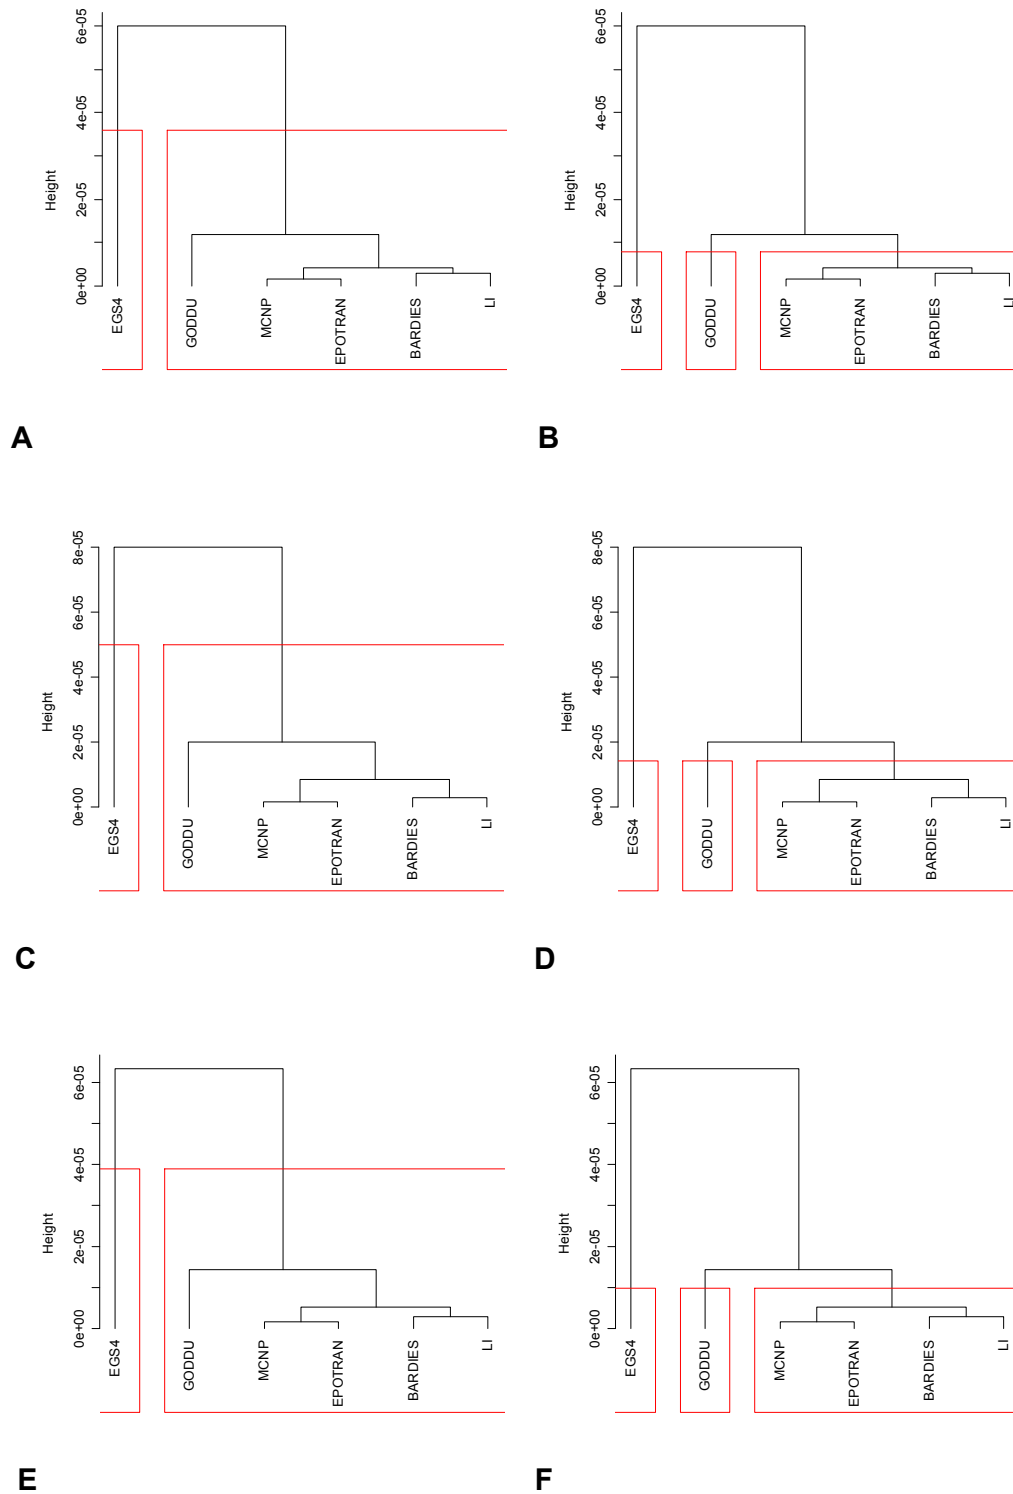 6e-05
4e-05
2e-05
0e+00
Height
EGS4
GODDU
MCNP
EPOTRAN
BARDIES
LI
A
6e-05
4e-05
2e-05
0e+00
Height
EGS4
GODDU
MCNP
EPOTRAN
BARDIES
LI
B
8e-05
6e-05
4e-05
2e-05
0e+00
Height
EGS4
GODDU
MCNP
EPOTRAN
BARDIES
LI
C
8e-05
6e-05
4e-05
2e-05
0e+00
Height
EGS4
GODDU
MCNP
EPOTRAN
BARDIES
LI
D
6e-05
4e-05
2e-05
0e+00
Height
EGS4
GODDU
MCNP
EPOTRAN
BARDIES
LI
E
6e-05
4e-05
2e-05
0e+00
Height
EGS4
GODDU
MCNP
EPOTRAN
BARDIES
LI
F